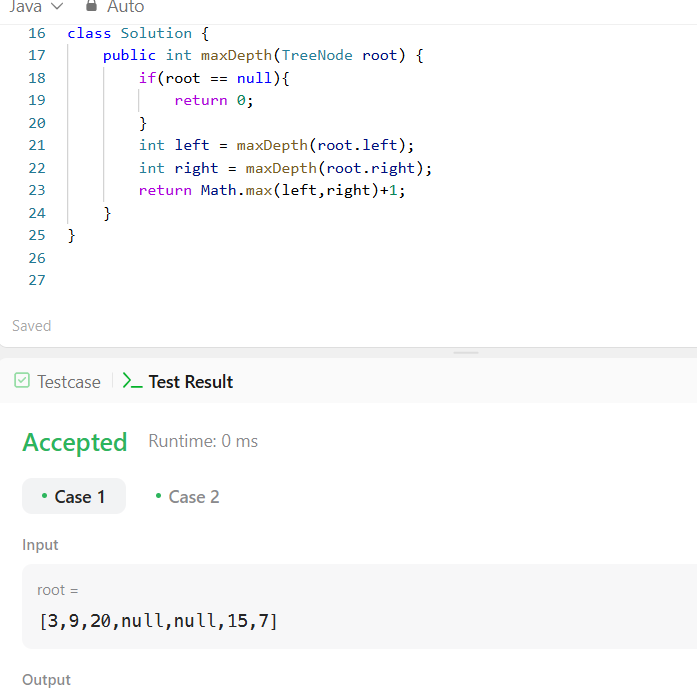 Java Auto
16 class Solution {
17 public int maxDepth(TreeNode root) {
18 if(root == null){
19 return 0;
20 }
21 int left = maxDepth(root.left);
22 int right = maxDepth(root.right);
23 return Math.max(left,right)+1;
24 }
25 }
26
27
Saved
Testcase >_ Test Result
Accepted Runtime: 0 ms
• Case 1 • Case 2
Input
root =
[3,9,20,null,null,15,7]
Output